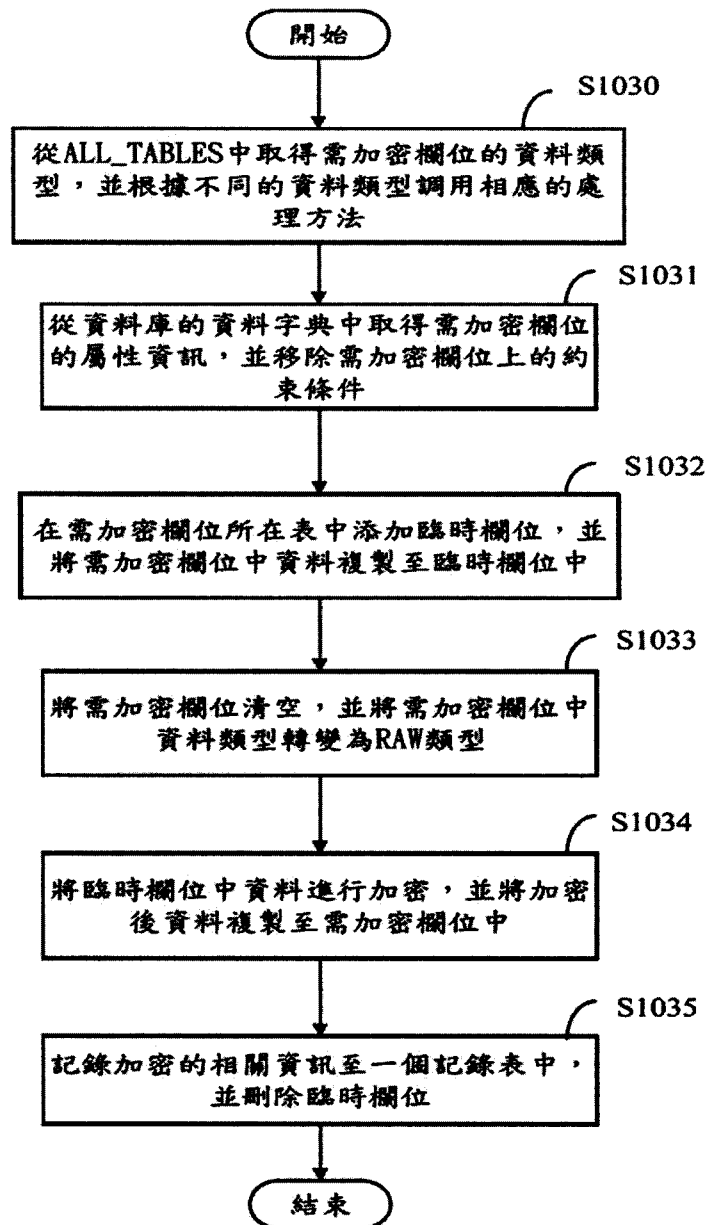 開始
S1030
從ALL_TABLES中取得需加密欄位的資料類
型，並根據不同的資料類型調用相應的處
理方法
S1031
從資料庫的資料字典中取得需加密欄位
的屬性資訊，並移除需加密欄位上的約
束條件
S1032
在需加密欄位所在表中添加臨時欄位，並
將需加密欄位中資料複製至臨時欄位中
S1033
將需加密欄位清空，並將需加密欄位中
資料類型轉變為RAW類型
S1034
將臨時欄位中資料進行加密，並將加密
後資料複製至需加密欄位中
S1035
記錄加密的相關資訊至一個記錄表中，
並刪除臨時欄位
結束